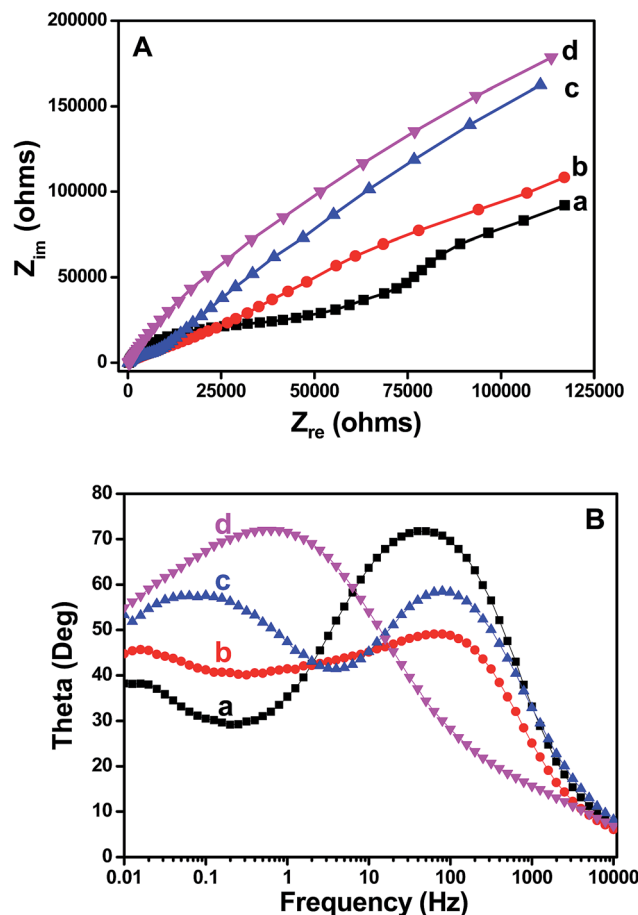 A
200000
150000
100000
50000
0
Z_im (ohms)
d
c
b
a
0 25000 50000 75000 100000 125000
Z_re (ohms)
B
80
70
60
50
40
30
20
10
0
Theta (Deg)
d
c
b
a
0.01 0.1 1 10 100 1000 10000
Frequency (Hz)